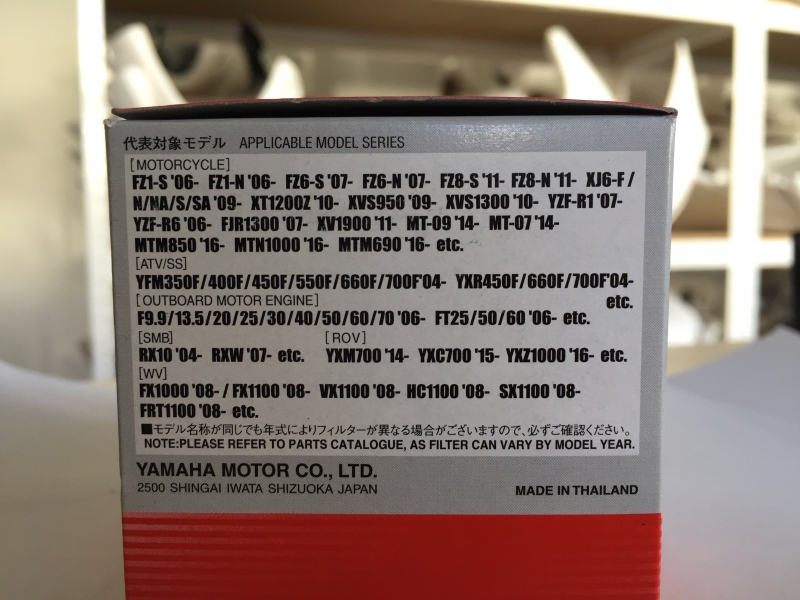 代表対象モデル APPLICABLE MODEL SERIES
[MOTORCYCLE]
FZ1-S '06- FZ1-N '06- FZ6-S '07- FZ6-N '07- FZ8-S '11- FZ8-N '11- XJ6-F /
N/NA/S/SA '09- XT1200Z '10- XVS950 '09- XVS1300 '10- YZF-R1 '07-
YZF-R6 '06- FJR1300 '07- XV1900 '11- MT-09 '14- MT-07 '14-
MTM850 '16- MTN1000 '16- MTM690 '16- etc.
[ATV/SS]
YFM350F/400F/450F/550F/660F/700F'04- YXR450F/660F/700F'04-
etc.
[OUTBOARD MOTOR ENGINE]
F9.9/13.5/20/25/30/40/50/60/70 '06- FT25/50/60 '06- etc.
[SMB] [ROV]
RX10 '04- RXW '07- etc. YXM700 '14- YXC700 '15- YXZ1000 '16- etc.
[WV]
FX1000 '08- / FX1100 '08- VX1100 '08- HC1100 '08- SX1100 '08-
FRT1100 '08- etc.
■モデル名称が同じでも年式によりフィルターが異なる場合がございますので、必ずご確認ください。
NOTE:PLEASE REFER TO PARTS CATALOGUE, AS FILTER CAN VARY BY MODEL YEAR.
YAMAHA MOTOR CO., LTD.
2500 SHINGAI IWATA SHIZUOKA JAPAN MADE IN THAILAND